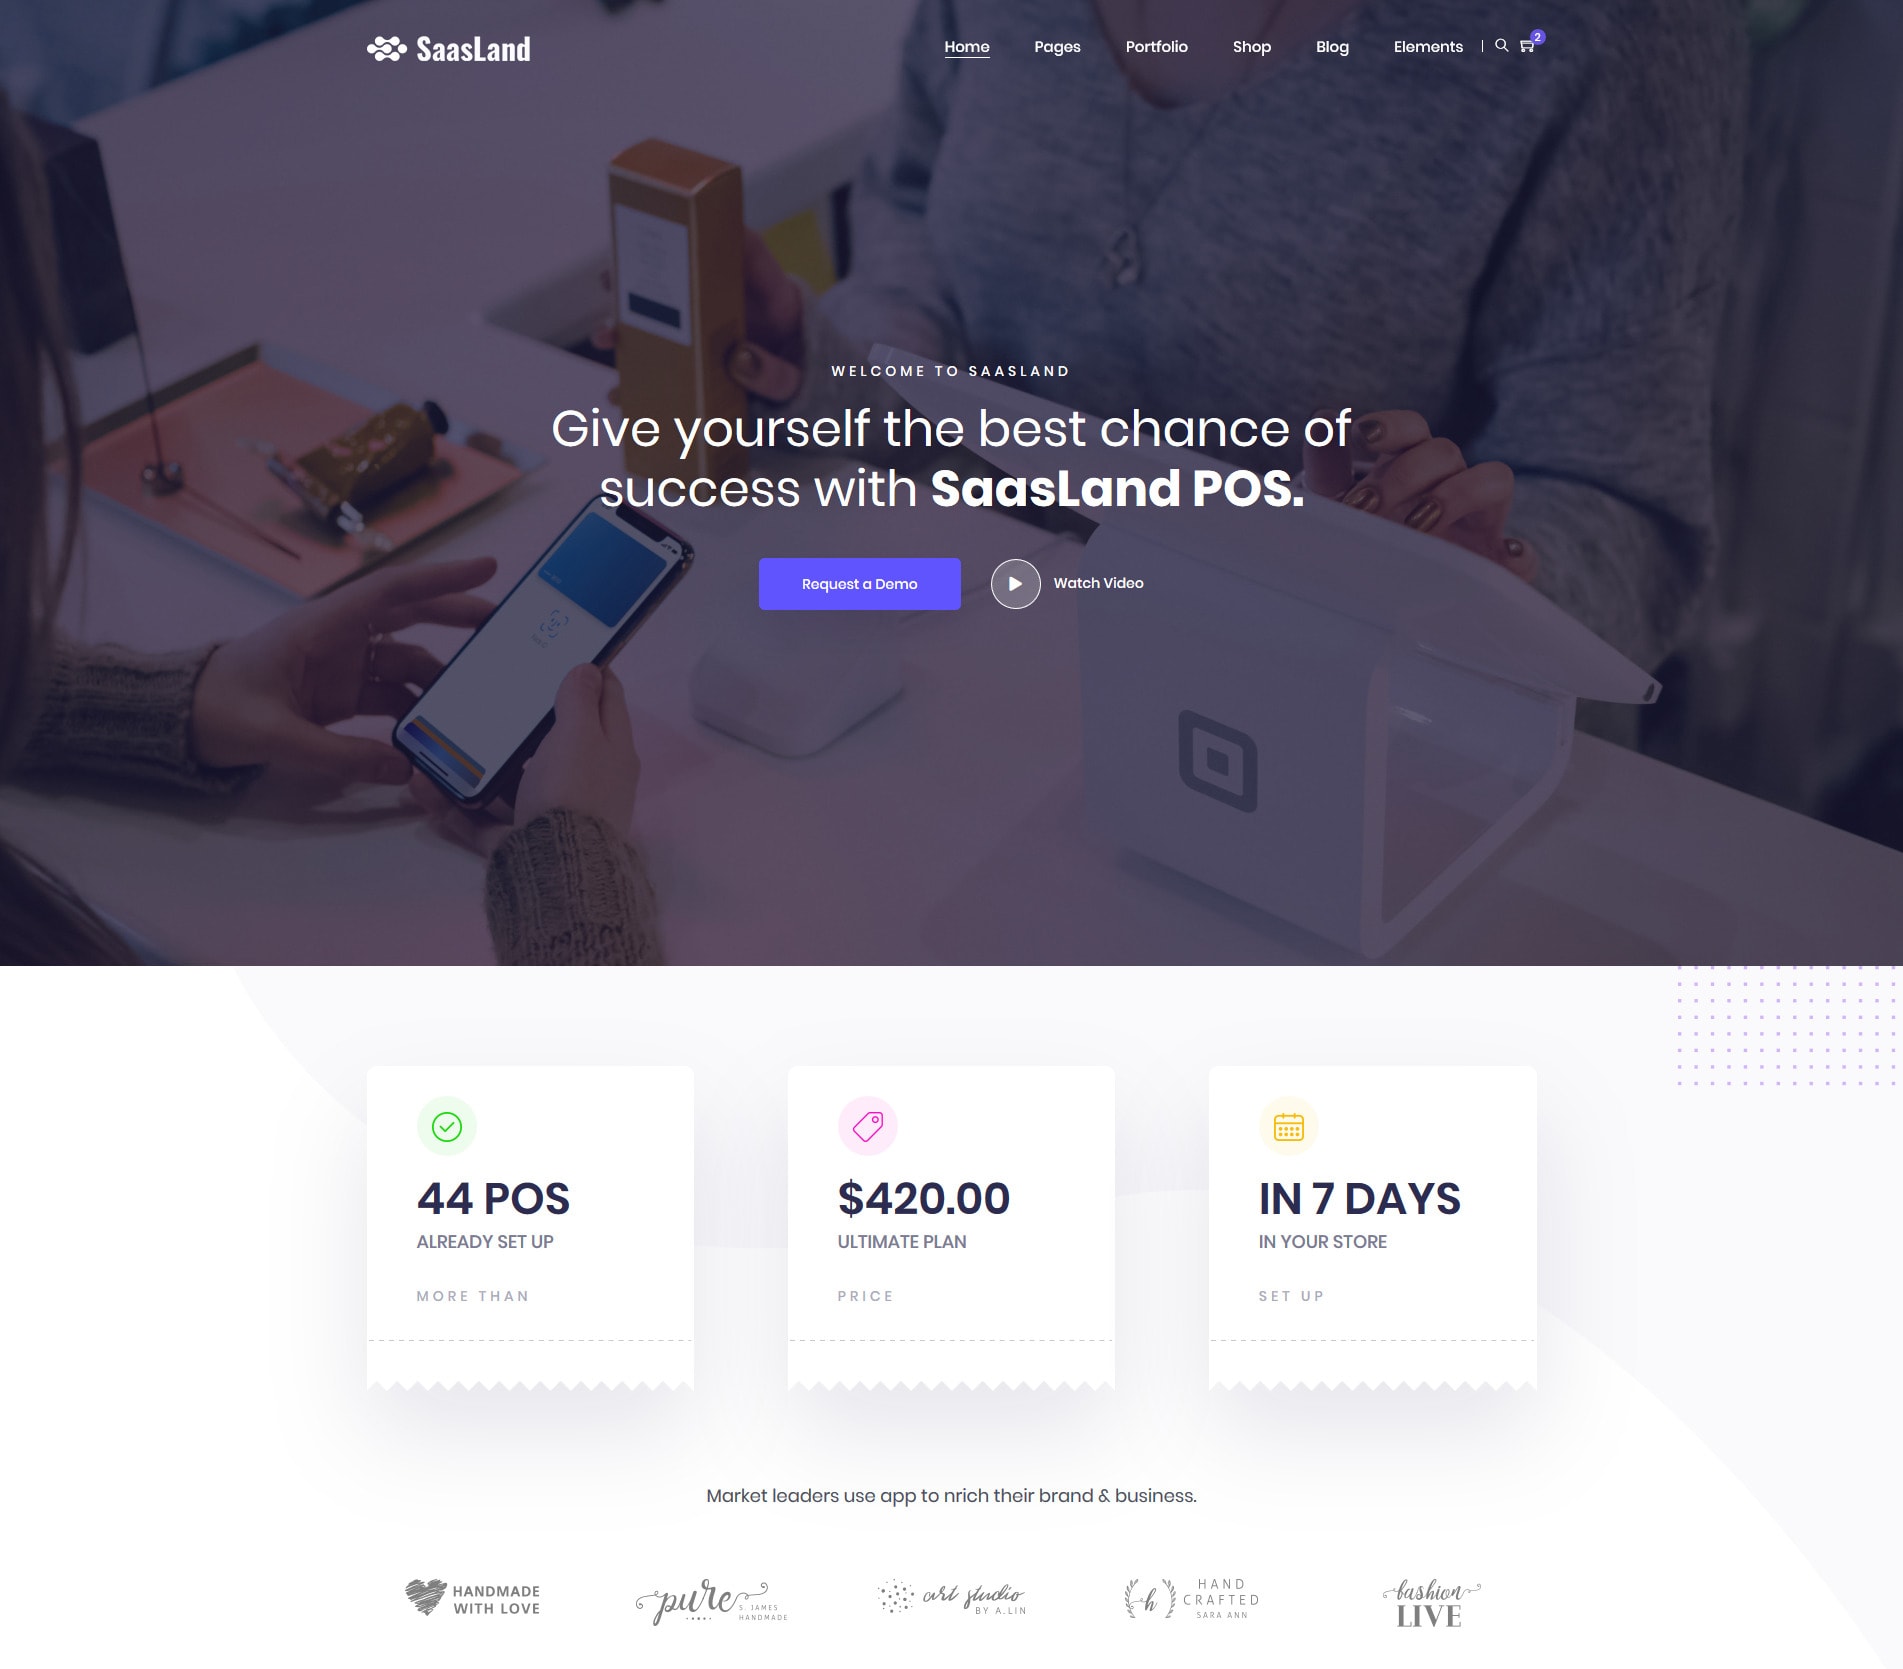 SaasLand
Home Pages Portfolio Shop Blog Elements 2
WELCOME TO SAASLAND
Give yourself the best chance of
success with SaasLand POS.
Request a Demo
Watch Video
44 POS
ALREADY SET UP
MORE THAN
$420.00
ULTIMATE PLAN
PRICE
IN 7 DAYS
IN YOUR STORE
SET UP
Market leaders use app to nrich their brand & business.
HANDMADE
WITH LOVE
pure
S. JAMES
HANDMADE
art studio
BY A.LIN
h
HAND
CRAFTED
SARA ANN
fashion
LIVE